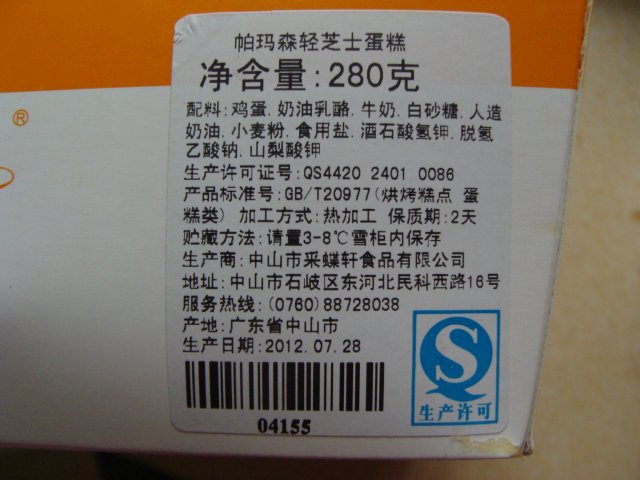 帕玛森轻芝士蛋糕
净含量:280克
配料:鸡蛋.奶油乳酪.牛奶.白砂糖.人造
奶油.小麦粉.食用盐.酒石酸氢钾.脱氢
乙酸钠.山梨酸钾
生产许可证号:QS4420 2401 0086
产品标准号:GB/T20977(烘烤糕点 蛋
糕类) 加工方式:热加工 保质期:2天
贮藏方法:请置3-8℃雪柜内保存
生产商:中山市采蝶轩食品有限公司
地址:中山市石岐区东河北民科西路16号
服务热线:(0760)88728038
产地:广东省中山市
生产日期:2012.07.28
04155
生产许可
®